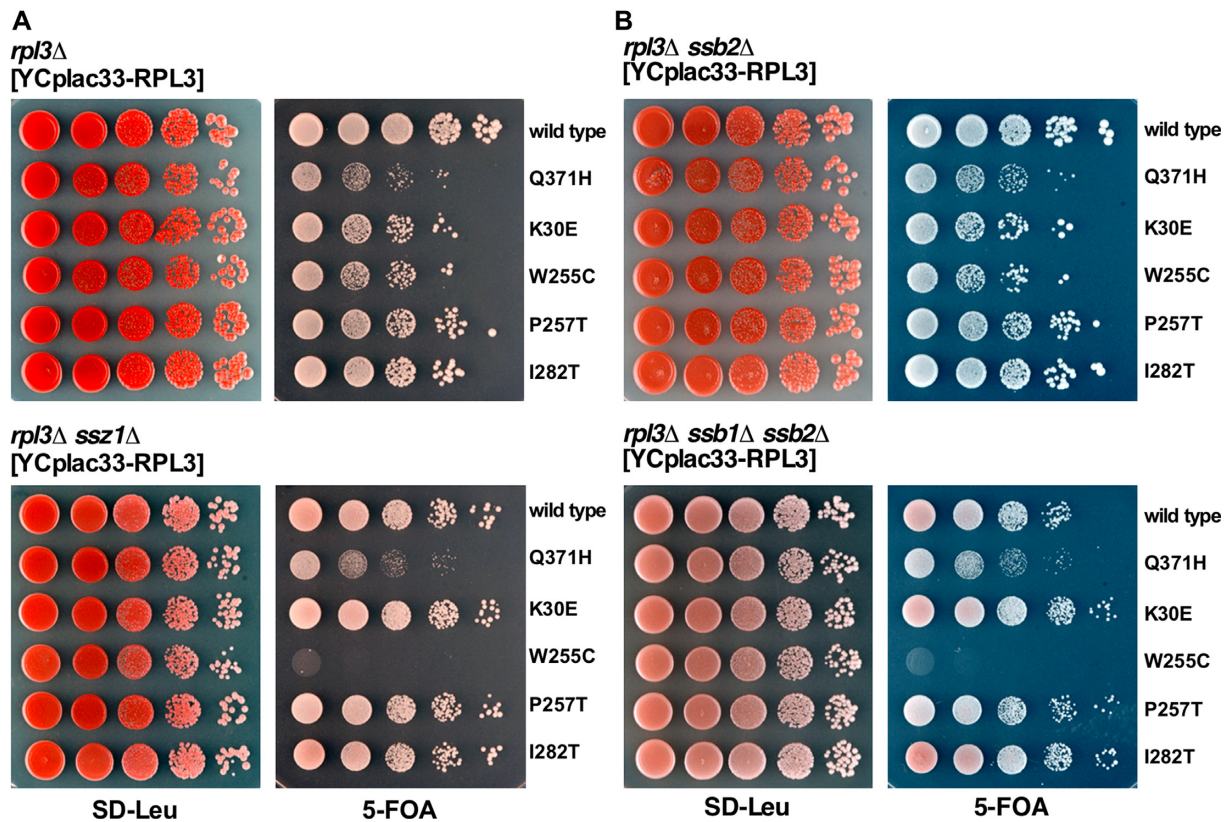 A
rpl3Δ
[YCplac33-RPL3]
wild type
Q371H
K30E
W255C
P257T
I282T
rpl3Δ ssz1Δ
[YCplac33-RPL3]
wild type
Q371H
K30E
W255C
P257T
I282T
SD-Leu
5-FOA
B
rpl3Δ ssb2Δ
[YCplac33-RPL3]
wild type
Q371H
K30E
W255C
P257T
I282T
rpl3Δ ssb1Δ ssb2Δ
[YCplac33-RPL3]
wild type
Q371H
K30E
W255C
P257T
I282T
SD-Leu
5-FOA